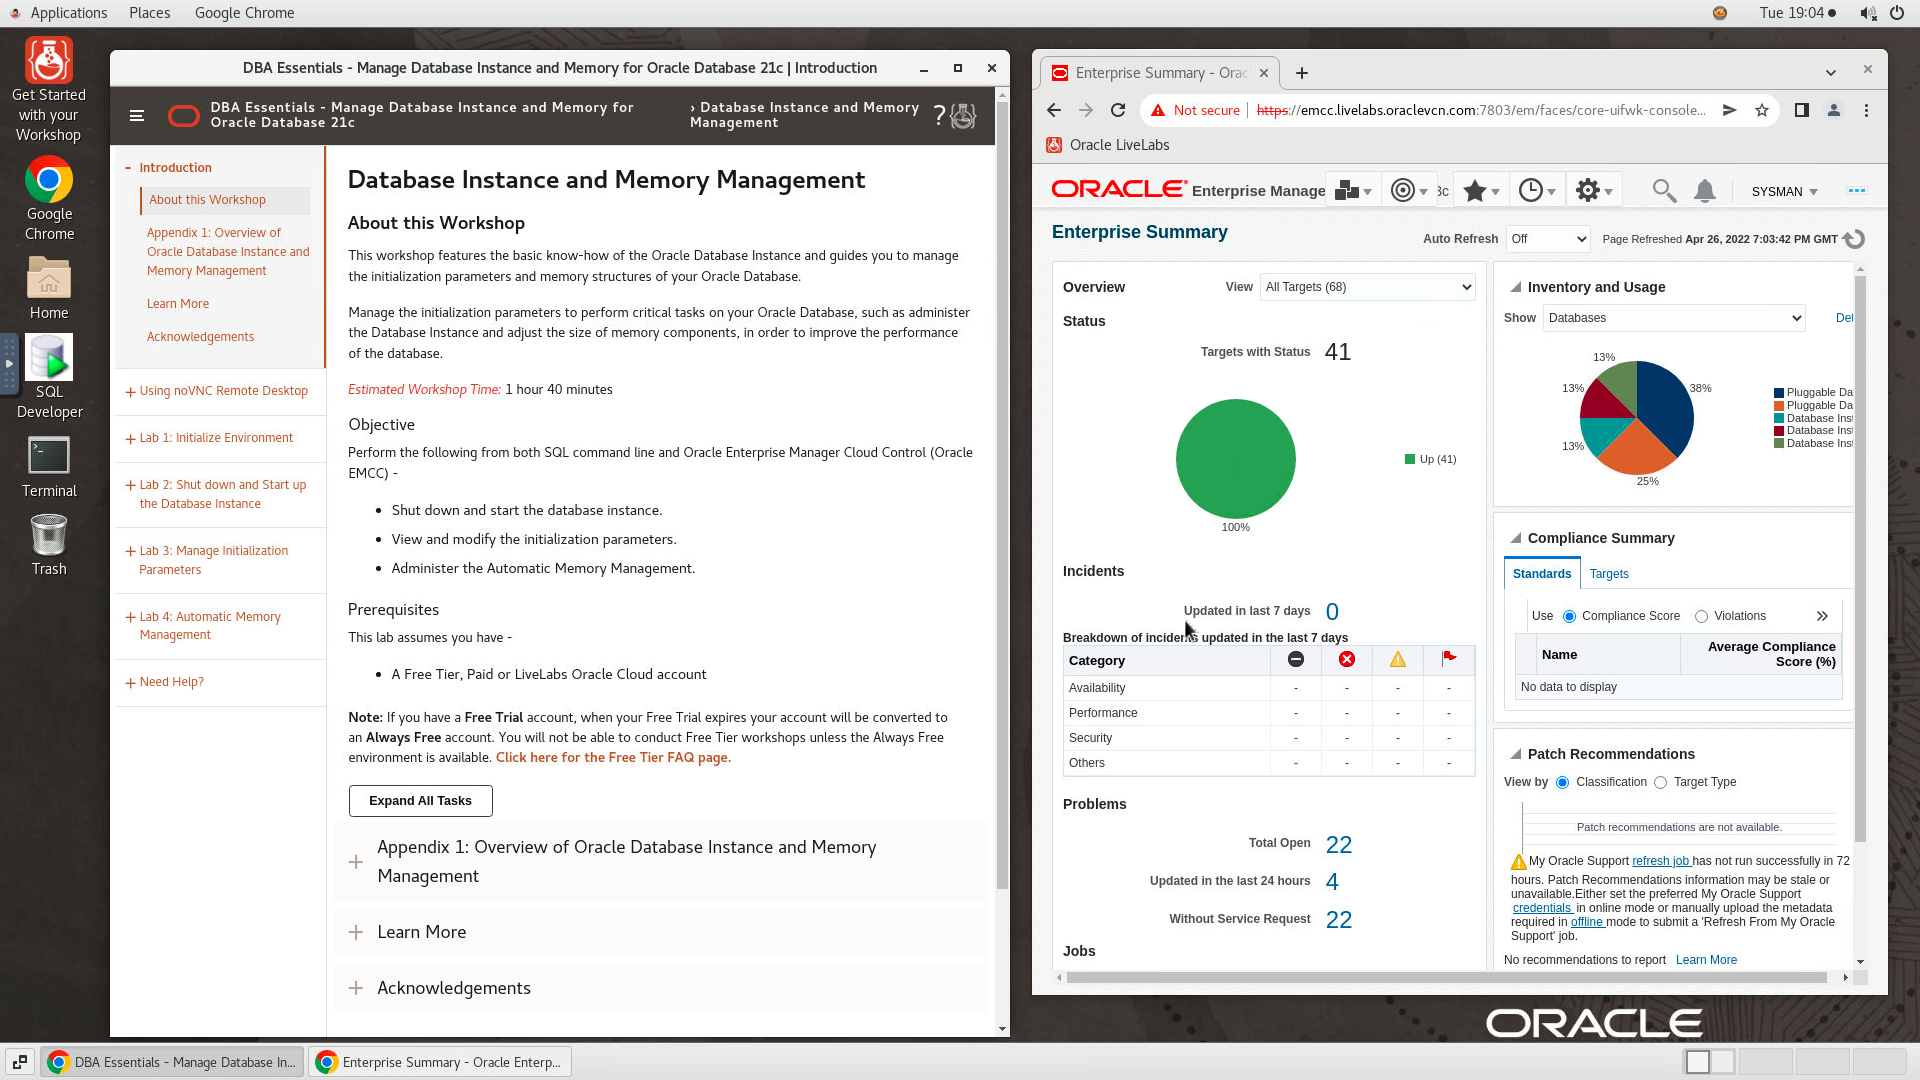 Applications Places Google Chrome
Tue 19:04
Get Started
with your
Workshop
Google
Chrome
Home
SQL
Developer
Terminal
Trash
DBA Essentials - Manage Database Instance and Memory for Oracle Database 21c | Introduction
DBA Essentials - Manage Database Instance and Memory for
Oracle Database 21c
› Database Instance and Memory
Management
?
Introduction
About this Workshop
Appendix 1: Overview of
Oracle Database Instance and
Memory Management
Learn More
Acknowledgements
Using noVNC Remote Desktop
Lab 1: Initialize Environment
Lab 2: Shut down and Start up
the Database Instance
Lab 3: Manage Initialization
Parameters
Lab 4: Automatic Memory
Management
Need Help?
Database Instance and Memory Management
About this Workshop
This workshop features the basic know-how of the Oracle Database Instance and guides you to manage
the initialization parameters and memory structures of your Oracle Database.
Manage the initialization parameters to perform critical tasks on your Oracle Database, such as administer
the Database Instance and adjust the size of memory components, in order to improve the performance
of the database.
Estimated Workshop Time: 1 hour 40 minutes
Objective
Perform the following from both SQL command line and Oracle Enterprise Manager Cloud Control (Oracle
EMCC) -
• Shut down and start the database instance.
• View and modify the initialization parameters.
• Administer the Automatic Memory Management.
Prerequisites
This lab assumes you have -
• A Free Tier, Paid or LiveLabs Oracle Cloud account
Note: If you have a Free Trial account, when your Free Trial expires your account will be converted to
an Always Free account. You will not be able to conduct Free Tier workshops unless the Always Free
environment is available. Click here for the Free Tier FAQ page.
Expand All Tasks
Appendix 1: Overview of Oracle Database Instance and Memory
Management
Learn More
Acknowledgements
Enterprise Summary - Orac
Not secure | https://emcc.livelabs.oraclevcn.com:7803/em/faces/core-uifwk-console...
Oracle LiveLabs
ORACLE Enterprise Manage 3c
SYSMAN
Enterprise Summary
Auto Refresh Off Page Refreshed Apr 26, 2022 7:03:42 PM GMT
Overview View All Targets (68)
Status
Targets with Status 41
Up (41)
100%
Incidents
Updated in last 7 days 0
Breakdown of incidents updated in the last 7 days
Category
Availability - - - -
Performance - - - -
Security - - - -
Others - - - -
Problems
Total Open 22
Updated in the last 24 hours 4
Without Service Request 22
Jobs
Inventory and Usage
Show Databases Det
13%
13%
13%
38%
25%
Pluggable Da
Pluggable Da
Database Inst
Database Inst
Database Inst
Compliance Summary
Standards Targets
Use Compliance Score Violations
Name Average Compliance
Score (%)
No data to display
Patch Recommendations
View by Classification Target Type
Patch recommendations are not available.
My Oracle Support refresh job has not run successfully in 72
hours. Patch Recommendations information may be stale or
unavailable.Either set the preferred My Oracle Support
credentials in online mode or manually upload the metadata
required in offline mode to submit a 'Refresh From My Oracle
Support' job.
No recommendations to report Learn More
ORACLE
DBA Essentials - Manage Database In...
Enterprise Summary - Oracle Enterp...